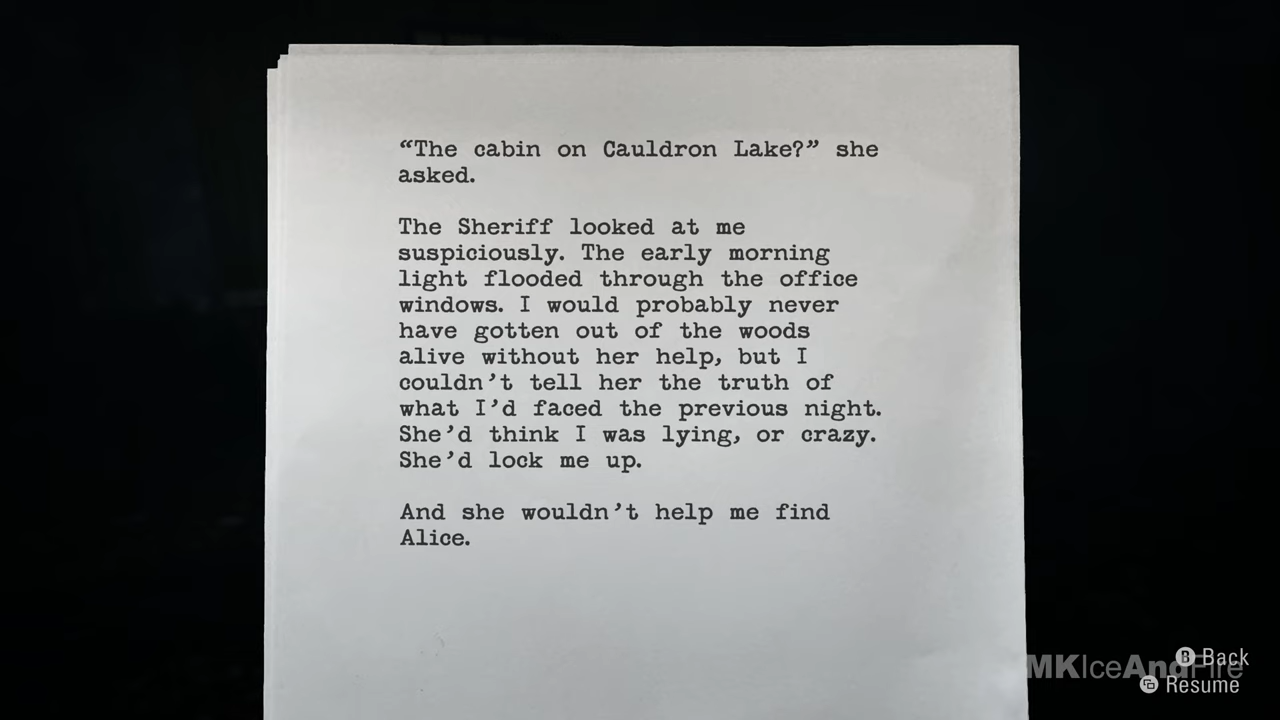 “The cabin on Cauldron Lake?” she
asked.
The Sheriff looked at me
suspiciously. The early morning
light flooded through the office
windows. I would probably never
have gotten out of the woods
alive without her help, but I
couldn’t tell her the truth of
what I’d faced the previous night.
She’d think I was lying, or crazy.
She’d lock me up.
And she wouldn’t help me find
Alice.
B Back
MKIceAndFire
Resume